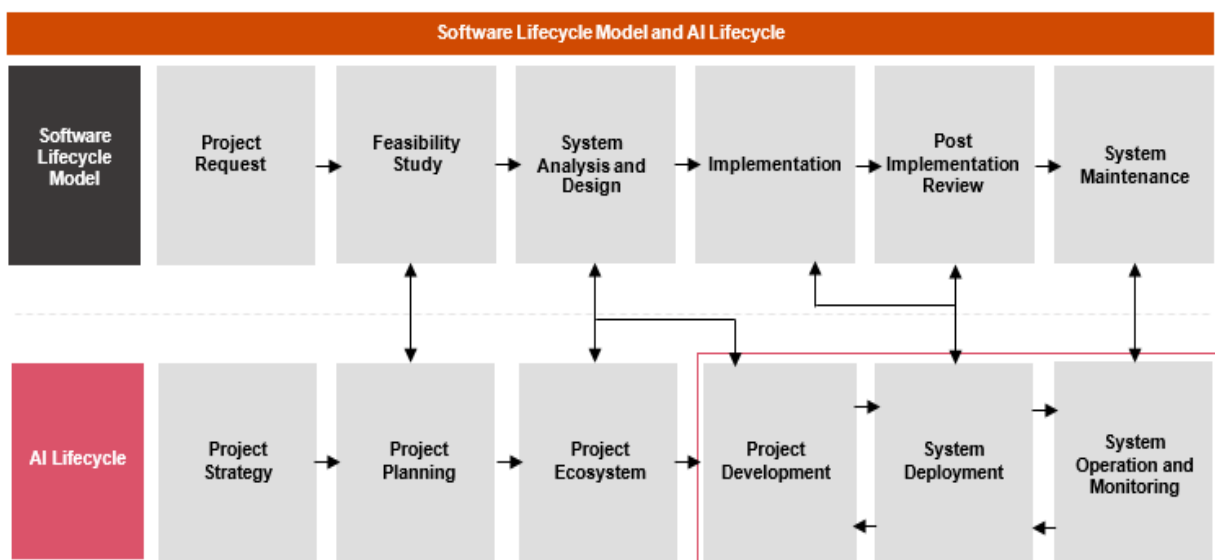 Software Lifecycle Model and AI Lifecycle
Software
Lifecycle
Model
Project
Request
Feasibility
Study
System
Analysis and
Design
Implementation
Post
Implementation
Review
System
Maintenance
AI Lifecycle
Project
Strategy
Project
Planning
Project
Ecosystem
Project
Development
System
Deployment
System
Operation and
Monitoring